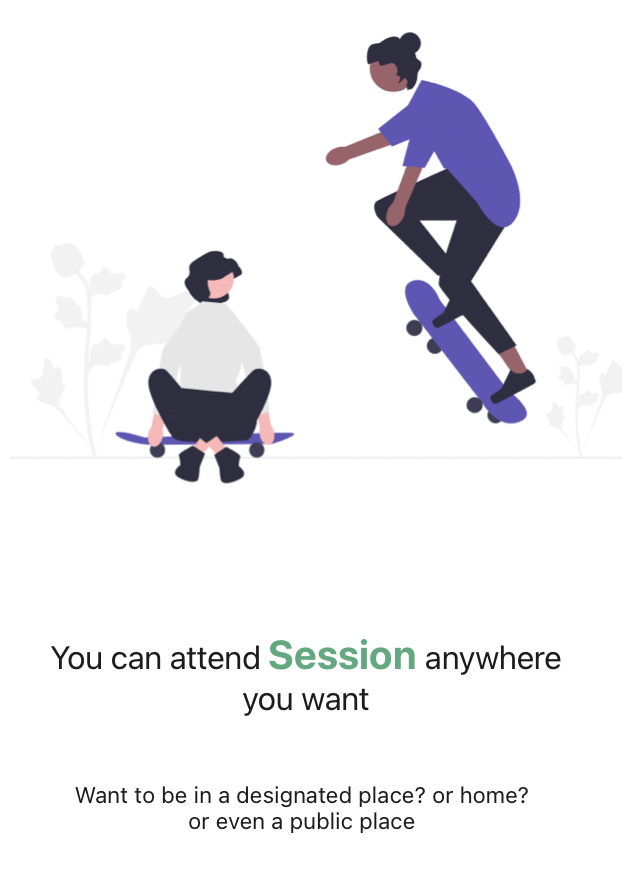 You can attend Session anywhere
you want
Want to be in a designated place? or home?
or even a public place